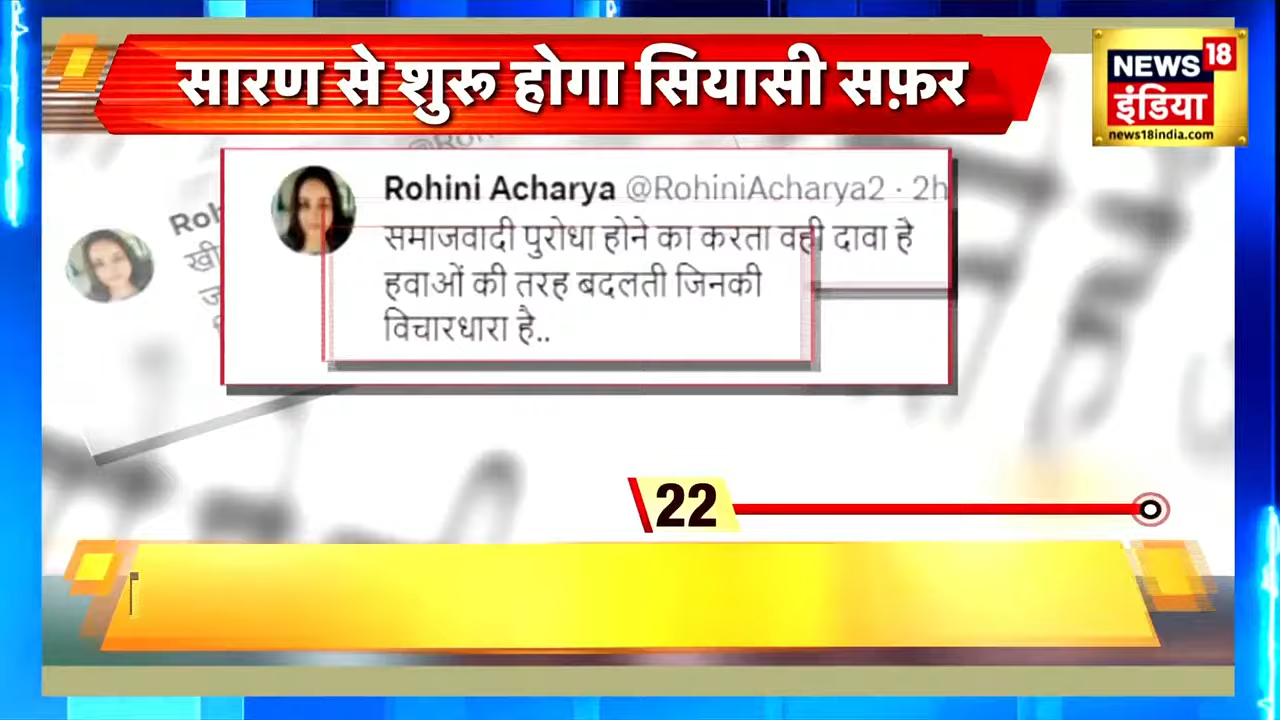 सारण से शुरू होगा सियासी सफ़र
NEWS 18
इंडिया
news18india.com
Rohini Acharya @RohiniAcharya2 · 2h
समाजवादी पुरोधा होने का करता वही दावा है
हवाओं की तरह बदलती जिनकी
विचारधारा है..
22